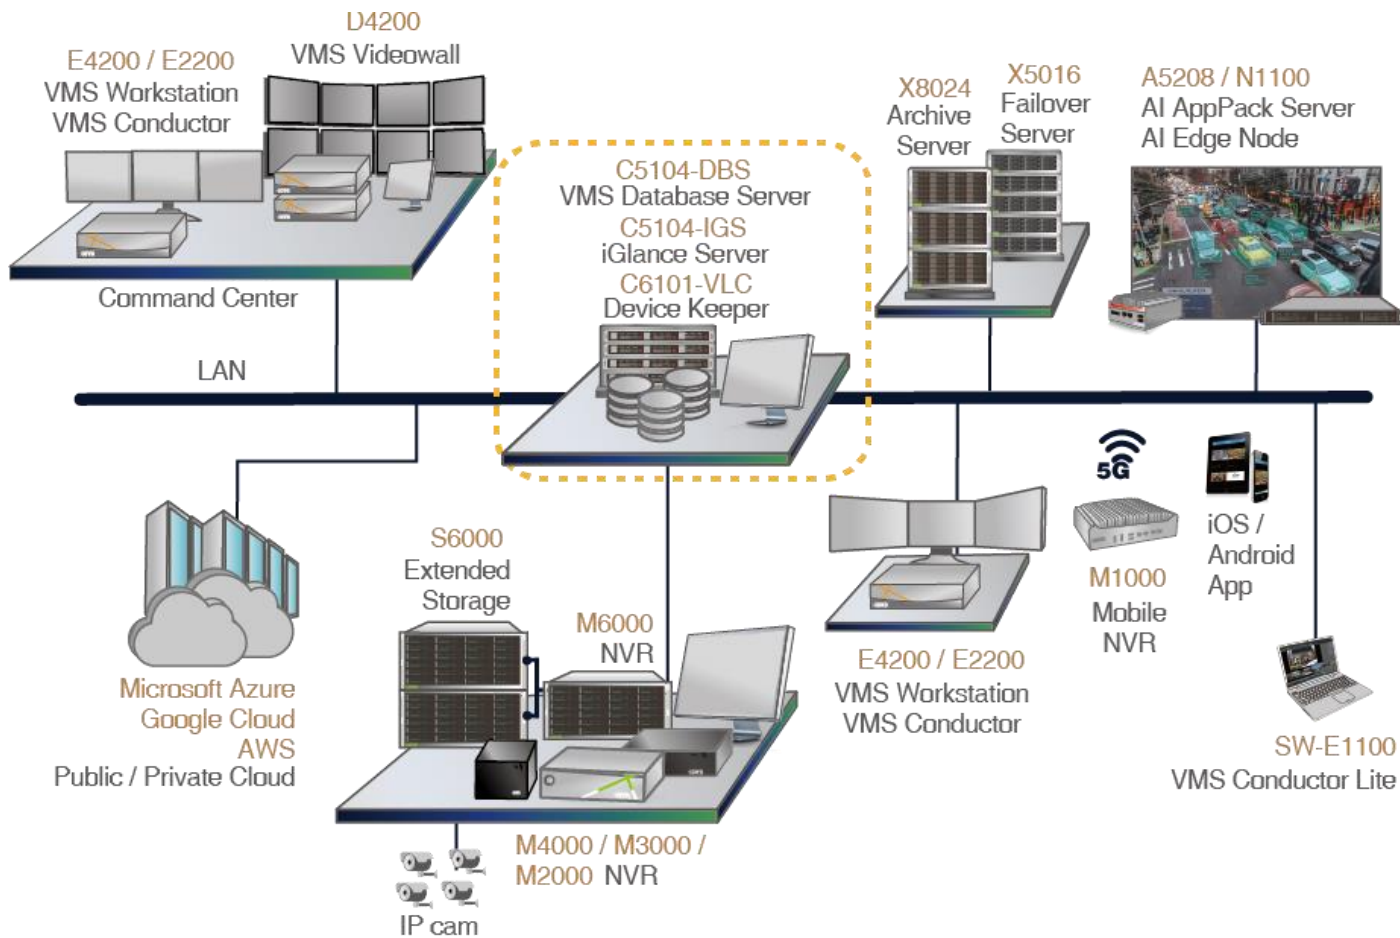 D4200
VMS Videowall
E4200 / E2200
VMS Workstation
VMS Conductor
Command Center
C5104-DBS
VMS Database Server
C5104-IGS
iGlance Server
C6101-VLC
Device Keeper
X8024
Archive
Server
X5016
Failover
Server
A5208 / N1100
AI AppPack Server
AI Edge Node
LAN
Microsoft Azure
Google Cloud
AWS
Public / Private Cloud
S6000
Extended
Storage
M6000
NVR
M4000 / M3000 /
M2000 NVR
IP cam
E4200 / E2200
VMS Workstation
VMS Conductor
5G
M1000
Mobile
NVR
iOS /
Android
App
SW-E1100
VMS Conductor Lite